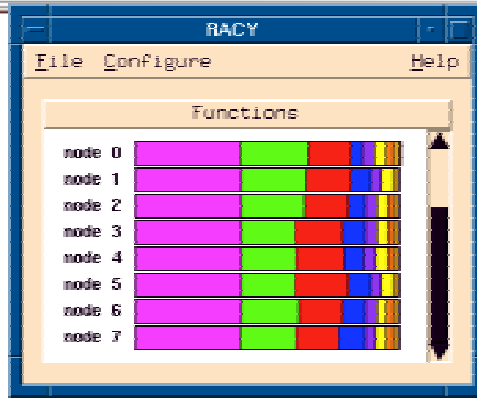 RACY
File Configure Help
Functions
node 0
node 1
node 2
node 3
node 4
node 5
node 6
node 7